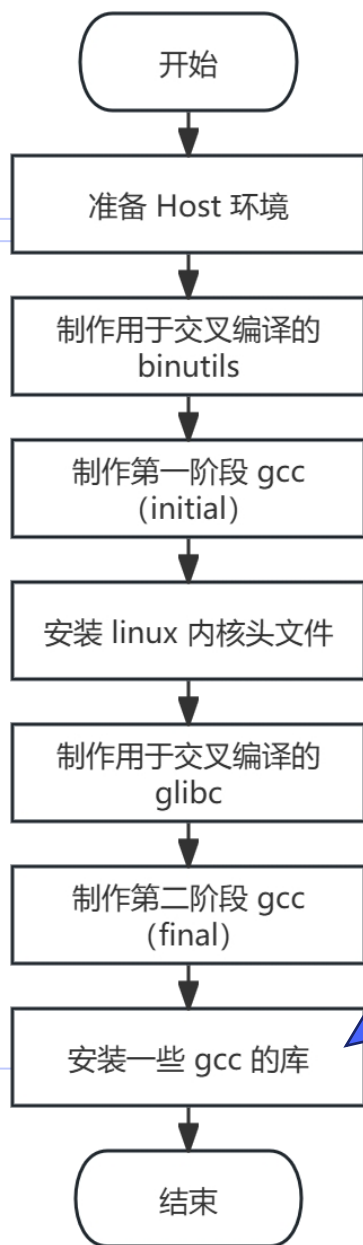 开始
准备 Host 环境
制作用于交叉编译的
binutils
制作第一阶段 gcc
（initial）
安装 linux 内核头文件
制作用于交叉编译的
glibc
制作第二阶段 gcc
（final）
安装一些 gcc 的库
结束